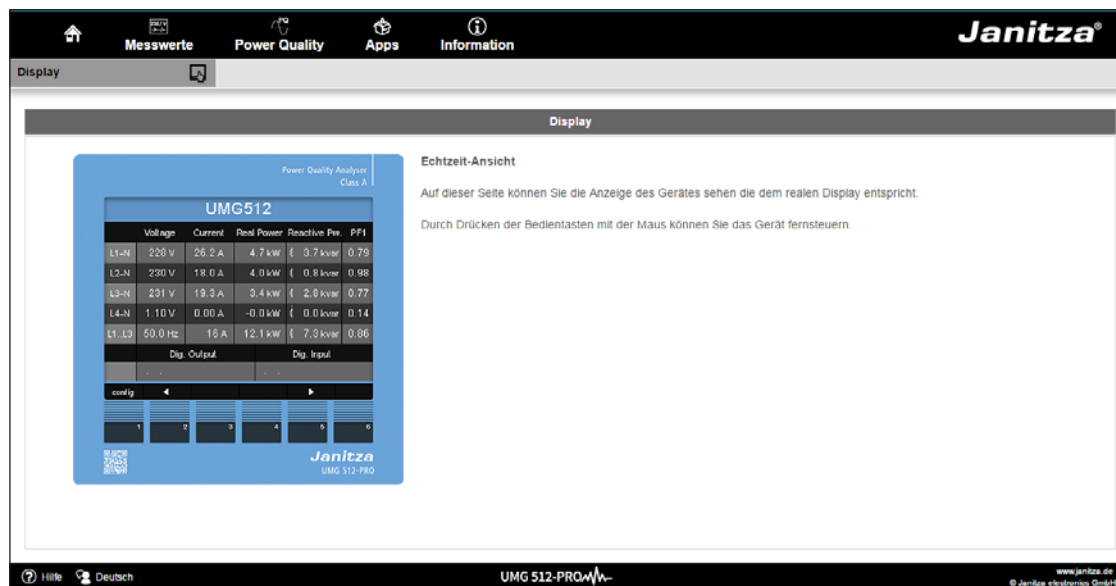 Messwerte Power Quality Apps Information Janitza®
Display
Display
Echtzeit-Ansicht
Auf dieser Seite können Sie die Anzeige des Gerätes sehen die dem realen Display entspricht.
Durch Drücken der Bedientasten mit der Maus können Sie das Gerät fernsteuern.
Power Quality Analyser
Class A
UMG512
Voltage Current Real Power Reactive Pwr. PF1
L1-N 228 V 26.2 A 4.7 kW 3.7 kvar 0.79
L2-N 230 V 18.0 A 4.0 kW 0.8 kvar 0.98
L3-N 231 V 19.3 A 3.4 kW 2.8 kvar 0.77
L4-N 1.10 V 0.00 A -0.0 kW 0.0 kvar 0.14
L1..L3 50.0 Hz 16 A 12.1 kW 7.3 kvar 0.86
Dig. Output Dig. Input
config
1 2 3 4 5 6
Janitza
UMG 512-PRO
Hilfe Deutsch UMG 512-PRO www.janitza.de
© Janitza electronics GmbH